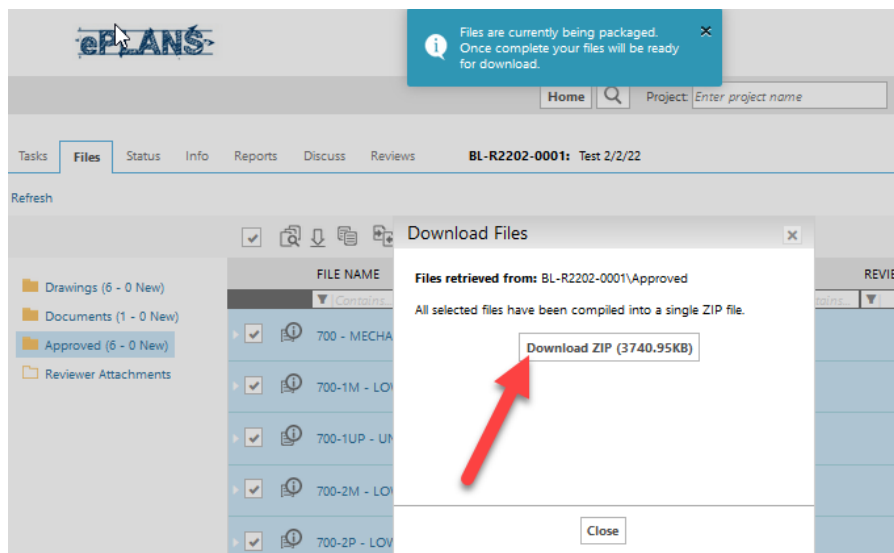 ePLANS
Files are currently being packaged.
Once complete your files will be ready
for download.
Home
Project: Enter project name
Tasks Files Status Info Reports Discuss Reviews BL-R2202-0001: Test 2/2/22
Refresh
Download Files
FILE NAME
REVIE
Contains...
tains...
Drawings (6 - 0 New)
Documents (1 - 0 New)
Approved (6 - 0 New)
Reviewer Attachments
Files retrieved from: BL-R2202-0001\Approved
All selected files have been compiled into a single ZIP file.
Download ZIP (3740.95KB)
Close
700 - MECHA
700-1M - LO
700-1UP - UN
700-2M - LO
700-2P - LOV